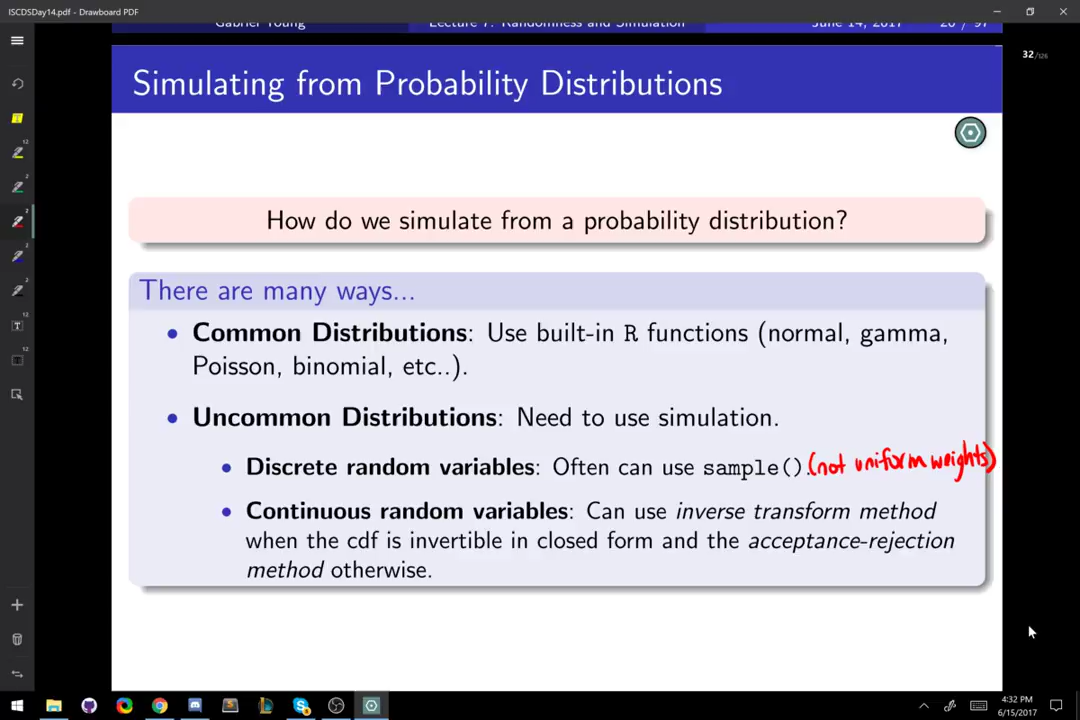 ISCDSDay14.pdf - Drawboard PDF
Gabriel Young Lecture 7: Randomness and Simulation June 14, 2017 / 97
32/126
Simulating from Probability Distributions
How do we simulate from a probability distribution?
There are many ways...
• Common Distributions: Use built-in R functions (normal, gamma,
Poisson, binomial, etc..).
• Uncommon Distributions: Need to use simulation.
• Discrete random variables: Often can use sample(). (not uniform weights)
• Continuous random variables: Can use inverse transform method
when the cdf is invertible in closed form and the acceptance-rejection
method otherwise.
4:32 PM
6/15/2017